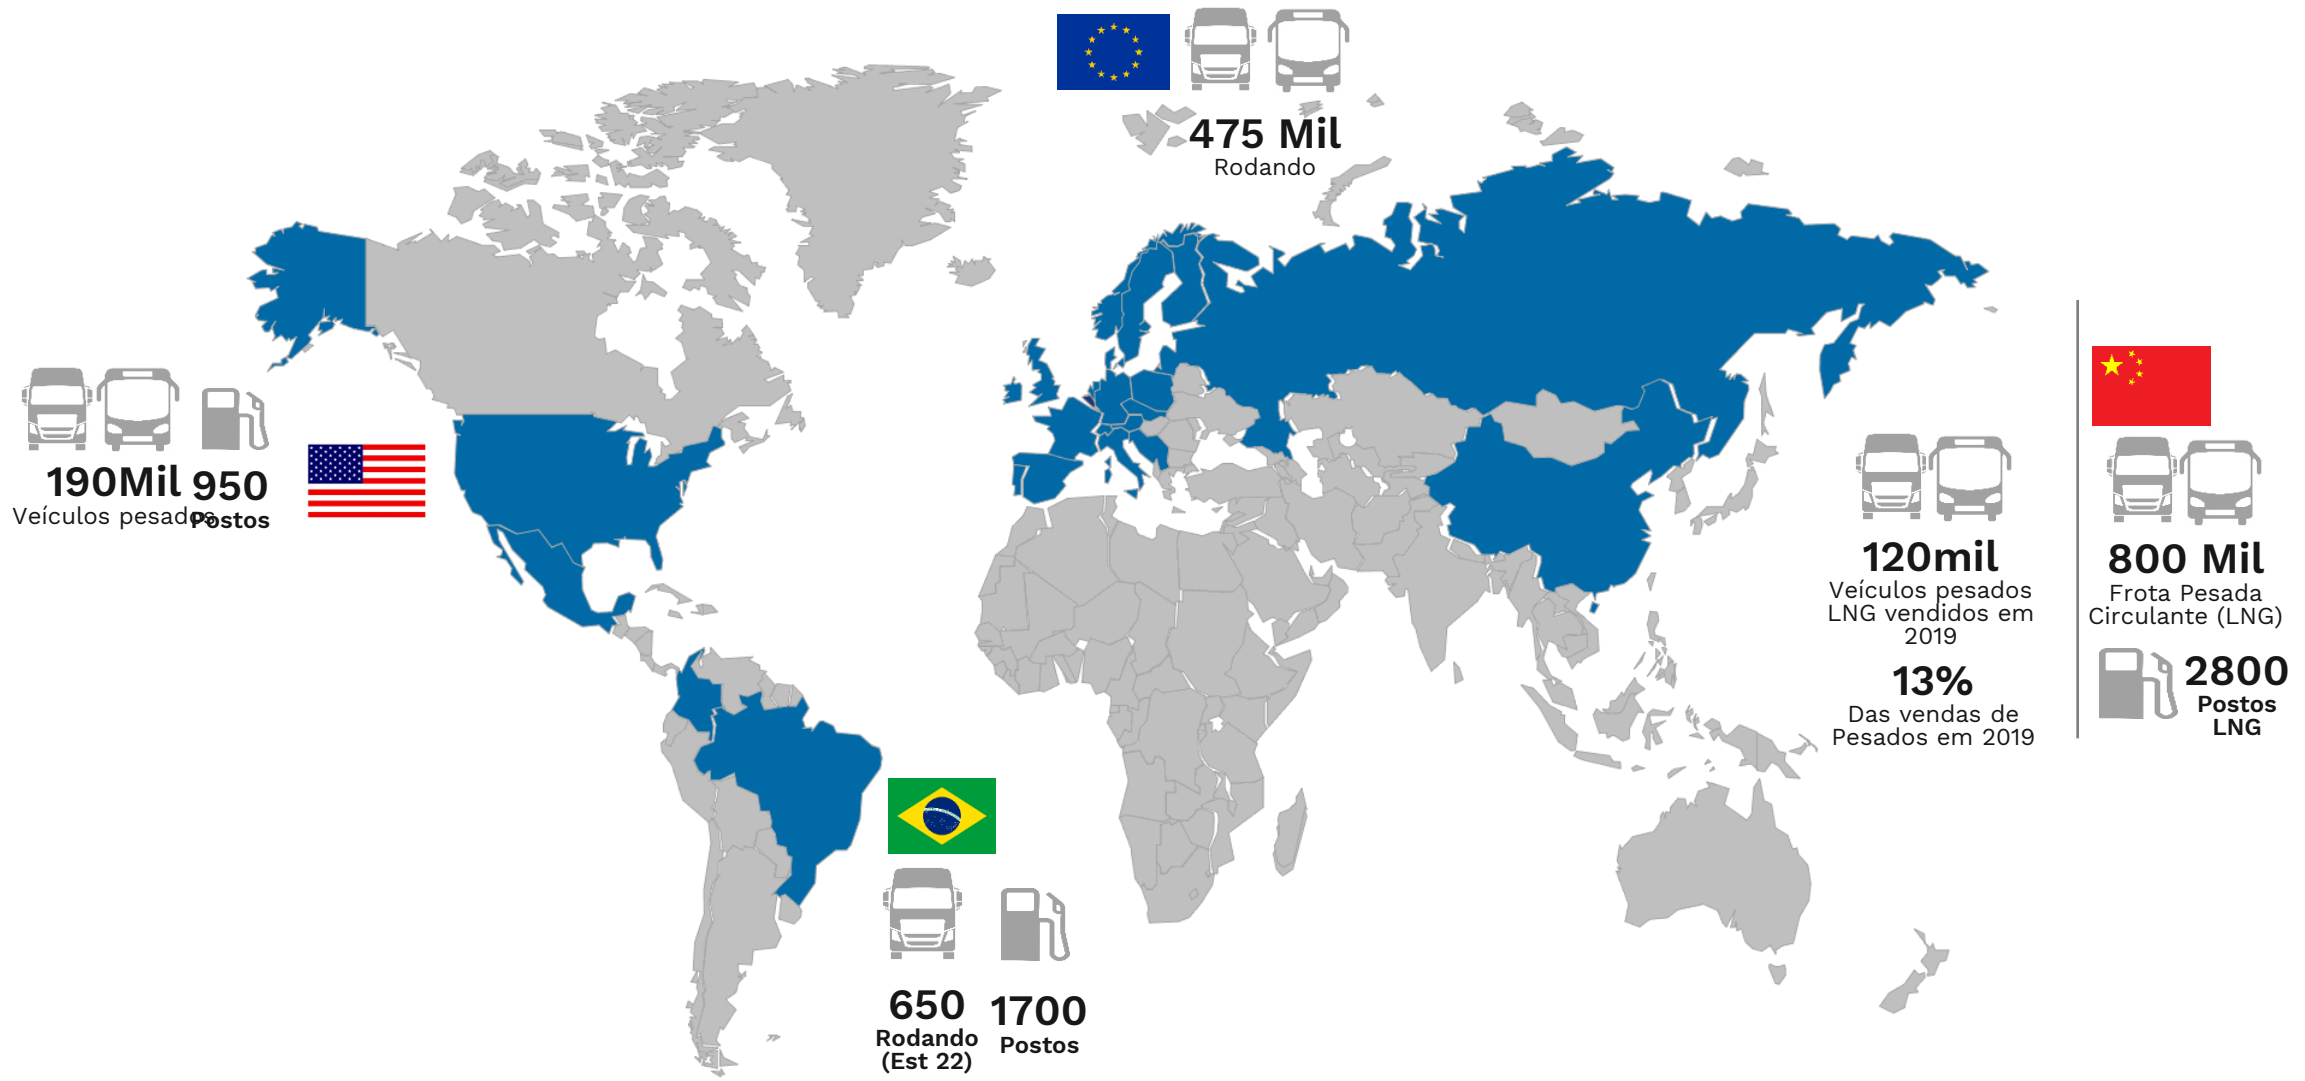 475 Mil
Rodando
190Mil
Veículos pesados
950
Postos
120mil
Veículos pesados
LNG vendidos em
2019
13%
Das vendas de
Pesados em 2019
800 Mil
Frota Pesada
Circulante (LNG)
2800
Postos
LNG
650
Rodando
(Est 22)
1700
Postos